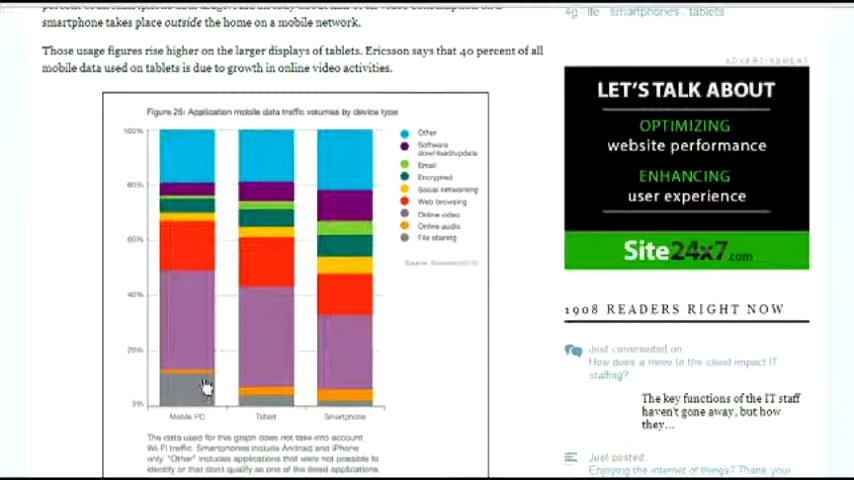 smartphone takes place outside the home on a mobile network.
Those usage figures rise higher on the larger displays of tablets. Ericsson says that 40 percent of all
mobile data used on tablets is due to growth in online video activities.
Figure 25: Application mobile data traffic volumes by device type
100%
80%
60%
40%
20%
0%
Mobile PC
Tablet
Smartphone
Other
Software
download/update
Email
Encrypted
Social networking
Web browsing
Online video
Online audio
File sharing
The data used for this graph does not take into account
Wi-Fi traffic. Smartphones include Android and iPhone
only. "Other" includes applications that were not possible to
identify or that don't qualify as one of the listed applications.
4g lte smartphones tablets
ADVERTISEMENT
LET'S TALK ABOUT
OPTIMIZING
website performance
ENHANCING
user experience
Site24x7.com
1908 READERS RIGHT NOW
Just commented on
How does a move to the cloud impact IT
staffing?
The key functions of the IT staff
haven't gone away, but how
they...
Just posted
Enjoying the internet of things? Thank your